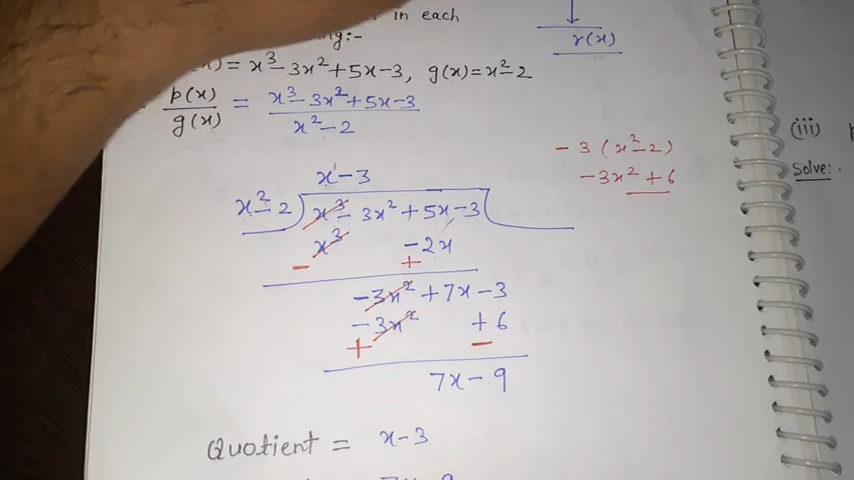 in each
r(x)
:-
x) = x³-3x²+5x-3, g(x)=x²-2
p(x)/g(x) = x³-3x²+5x-3/x²-2
-3(x²-2)
-3x²+6
(iii)
Solve:
x-3
x²-2) x³-3x²+5x-3
x³ -2x
- +
-3x²+7x-3
-3x² +6
+ -
7x-9
Quotient = x-3